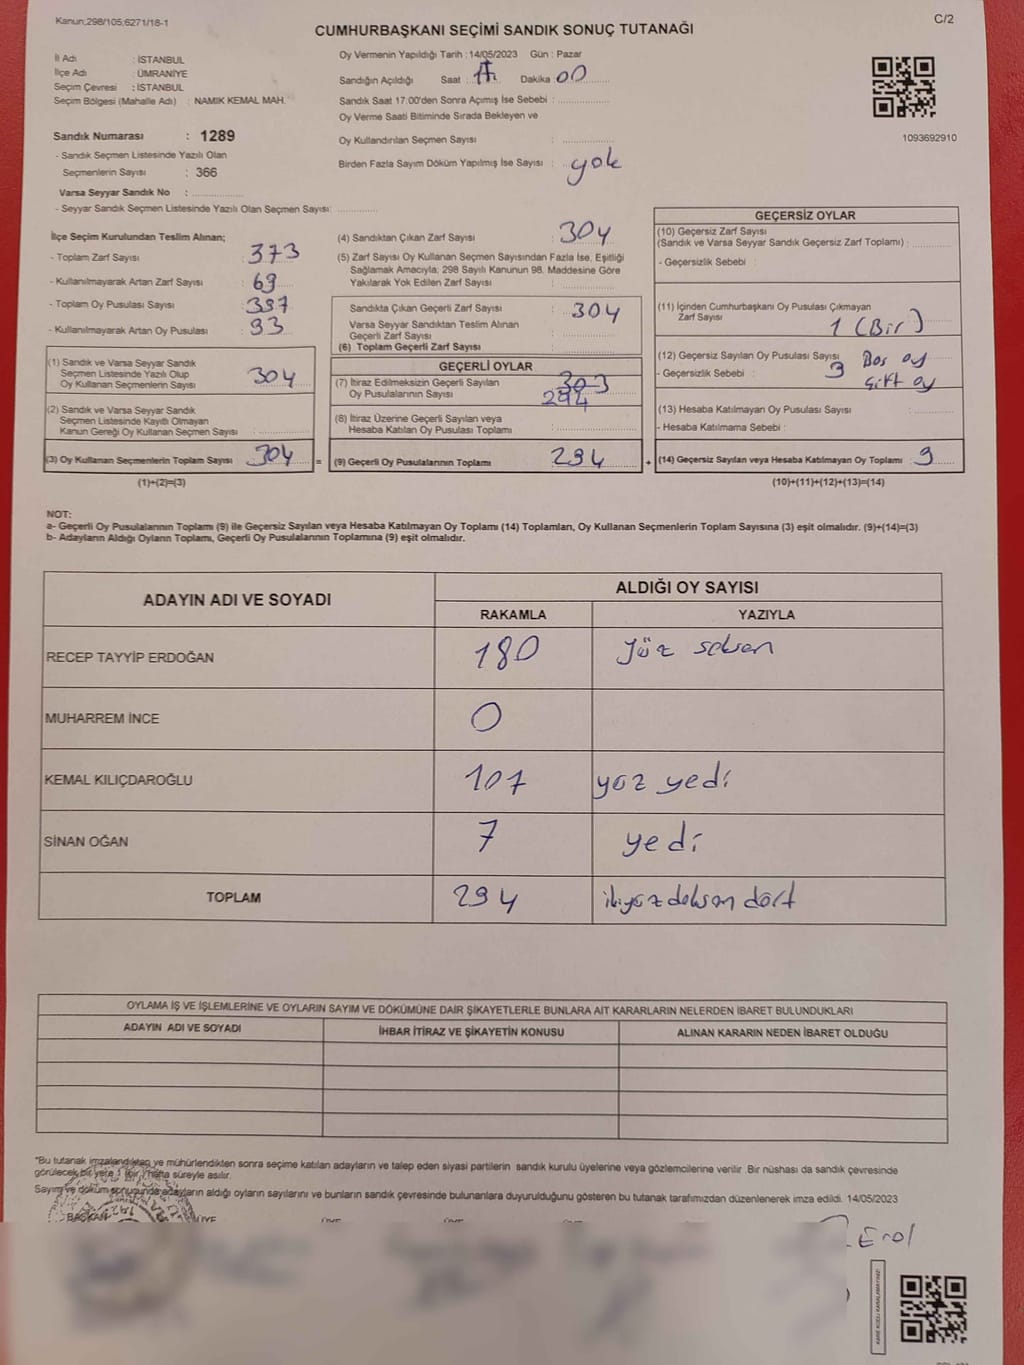 Kanun;298/105;6271/18-1
C/2
CUMHURBAŞKANI SEÇİMİ SANDIK SONUÇ TUTANAĞI
İl Adı : İSTANBUL
İlçe Adı : ÜMRANİYE
Seçim Çevresi : İSTANBUL
Seçim Bölgesi (Mahalle Adı) : NAMIK KEMAL MAH.
Oy Vermenin Yapıldığı Tarih : 14/05/2023 Gün : Pazar
Sandığın Açıldığı Saat : 17 Dakika 00
Sandık Saat 17:00'den Sonra Açımış İse Sebebi :
Oy Verme Saati Bitiminde Sırada Bekleyen ve
Oy Kullandırılan Seçmen Sayısı :
Birden Fazla Sayım Döküm Yapılmış İse Sayısı : yok
1093692910
Sandık Numarası : 1289
- Sandık Seçmen Listesinde Yazılı Olan
Seçmenlerin Sayısı : 366
Varsa Seyyar Sandık No :
- Seyyar Sandık Seçmen Listesinde Yazılı Olan Seçmen Sayısı:
İlçe Seçim Kurulundan Teslim Alınan;
- Toplam Zarf Sayısı : 373
- Kullanılmayarak Artan Zarf Sayısı : 69
- Toplam Oy Pusulası Sayısı : 397
- Kullanılmayarak Artan Oy Pusulası : 93
(1) Sandık ve Varsa Seyyar Sandık
Seçmen Listesinde Yazılı Olup
Oy Kullanan Seçmenlerin Sayısı : 304
(2) Sandık ve Varsa Seyyar Sandık
Seçmen Listesinde Kayıtlı Olmayan
Kanun Gereği Oy Kullanan Seçmen Sayısı :
(3) Oy Kullanan Seçmenlerin Toplam Sayısı : 304 =
(1)+(2)=(3)
(4) Sandıktan Çıkan Zarf Sayısı : 304
(5) Zarf Sayısı Oy Kullanan Seçmen Sayısından Fazla İse, Eşitliği
Sağlamak Amacıyla; 298 Sayılı Kanunun 98. Maddesine Göre
Yakılarak Yok Edilen Zarf Sayısı :
Sandıkta Çıkan Geçerli Zarf Sayısı : 304
Varsa Seyyar Sandıktan Teslim Alınan
Geçerli Zarf Sayısı :
(6) Toplam Geçerli Zarf Sayısı :
GEÇERLİ OYLAR
(7) İtiraz Edilmeksizin Geçerli Sayılan 303
Oy Pusulalarının Sayısı : 294
(8) İtiraz Üzerine Geçerli Sayılan veya
Hesaba Katılan Oy Pusulası Toplamı :
(9) Geçerli Oy Pusulalarının Toplamı : 294 +
GEÇERSİZ OYLAR
(10) Geçersiz Zarf Sayısı
(Sandık ve Varsa Seyyar Sandık Geçersiz Zarf Toplamı) :
- Geçersizlik Sebebi :
(11) İçinden Cumhurbaşkanı Oy Pusulası Çıkmayan
Zarf Sayısı : 1 (Bir)
(12) Geçersiz Sayılan Oy Pusulası Sayısı : Boş oy
- Geçersizlik Sebebi : 9 Çift oy
(13) Hesaba Katılmayan Oy Pusulası Sayısı :
- Hesaba Katılmama Sebebi :
(14) Geçersiz Sayılan veya Hesaba Katılmayan Oy Toplamı : 9
(10)+(11)+(12)+(13)=(14)
NOT:
a- Geçerli Oy Pusulalarının Toplamı (9) ile Geçersiz Sayılan veya Hesaba Katılmayan Oy Toplamı (14) Toplamları, Oy Kullanan Seçmenlerin Toplam Sayısına (3) eşit olmalıdır. (9)+(14)=(3)
b- Adayların Aldığı Oyların Toplamı, Geçerli Oy Pusulalarının Toplamına (9) eşit olmalıdır.
ADAYIN ADI VE SOYADI ALDIĞI OY SAYISI
RAKAMLA YAZIYLA
RECEP TAYYİP ERDOĞAN 180 Yüz seksen
MUHARREM İNCE 0
KEMAL KILIÇDAROĞLU 107 yüz yedi
SİNAN OĞAN 7 yedi
TOPLAM 294 ikiyüzdoksan dört
OYLAMA İŞ VE İŞLEMLERİNE VE OYLARIN SAYIM VE DÖKÜMÜNE DAİR ŞİKAYETLERLE BUNLARA AİT KARARLARIN NELERDEN İBARET BULUNDUKLARI
ADAYIN ADI VE SOYADI İHBAR İTİRAZ VE ŞİKAYETİN KONUSU ALINAN KARARIN NEDEN İBARET OLDUĞU
*Bu tutanak imzalandıktan ve mühürlendikten sonra seçime katılan adayların ve talep eden siyasi partilerin sandık kurulu üyelerine veya gözlemcilerine verilir. Bir nüshası da sandık çevresinde
görülecek bir yere 1 (bir) hafta süreyle asılır.
Sayım ve döküm sonucunda adayların aldığı oyların sayılarını ve bunların sandık çevresinde bulunanlara duyurulduğunu gösteren bu tutanak tarafımızdan düzenlenerek imza edildi. 14/05/2023
BAŞKAN ÜYE ÜYE ÜYE
Erol